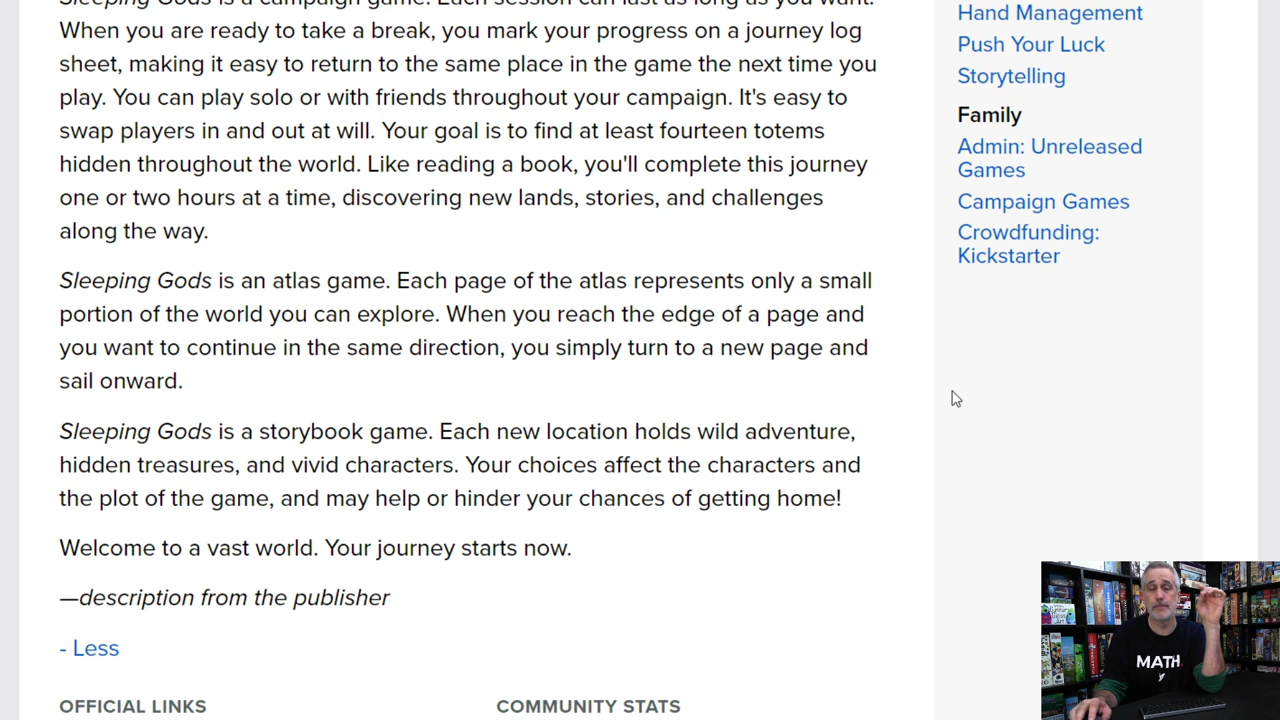 Sleeping Gods is a campaign game. Each session can last as long as you want.
When you are ready to take a break, you mark your progress on a journey log
sheet, making it easy to return to the same place in the game the next time you
play. You can play solo or with friends throughout your campaign. It's easy to
swap players in and out at will. Your goal is to find at least fourteen totems
hidden throughout the world. Like reading a book, you'll complete this journey
one or two hours at a time, discovering new lands, stories, and challenges
along the way.
Sleeping Gods is an atlas game. Each page of the atlas represents only a small
portion of the world you can explore. When you reach the edge of a page and
you want to continue in the same direction, you simply turn to a new page and
sail onward.
Sleeping Gods is a storybook game. Each new location holds wild adventure,
hidden treasures, and vivid characters. Your choices affect the characters and
the plot of the game, and may help or hinder your chances of getting home!
Welcome to a vast world. Your journey starts now.
—description from the publisher
- Less
OFFICIAL LINKS
COMMUNITY STATS
Hand Management
Push Your Luck
Storytelling
Family
Admin: Unreleased
Games
Campaign Games
Crowdfunding:
Kickstarter
MATH